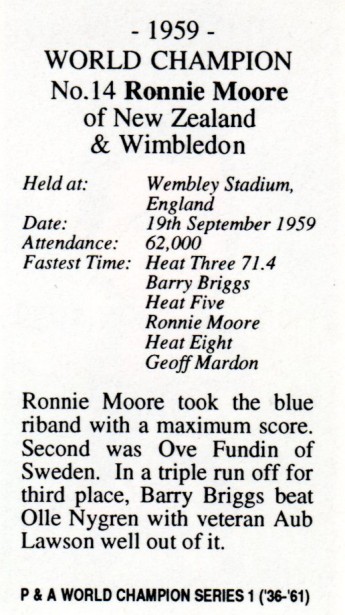 - 1959 -
WORLD CHAMPION
No.14 Ronnie Moore
of New Zealand
& Wimbledon
Held at: Wembley Stadium,
England
Date: 19th September 1959
Attendance: 62,000
Fastest Time: Heat Three 71.4
Barry Briggs
Heat Five
Ronnie Moore
Heat Eight
Geoff Mardon
Ronnie Moore took the blue
riband with a maximum score.
Second was Ove Fundin of
Sweden. In a triple run off for
third place, Barry Briggs beat
Olle Nygren with veteran Aub
Lawson well out of it.
P & A WORLD CHAMPION SERIES 1 ('36-'61)